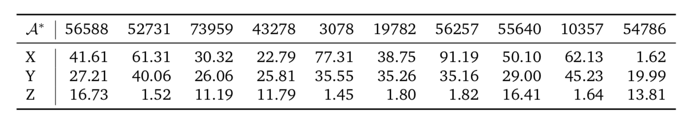 𝒜* 56588 52731 73959 43278 3078 19782 56257 55640 10357 54786
X 41.61 61.31 30.32 22.79 77.31 38.75 91.19 50.10 62.13 1.62
Y 27.21 40.06 26.06 25.81 35.55 35.26 35.16 29.00 45.23 19.99
Z 16.73 1.52 11.19 11.79 1.45 1.80 1.82 16.41 1.64 13.81